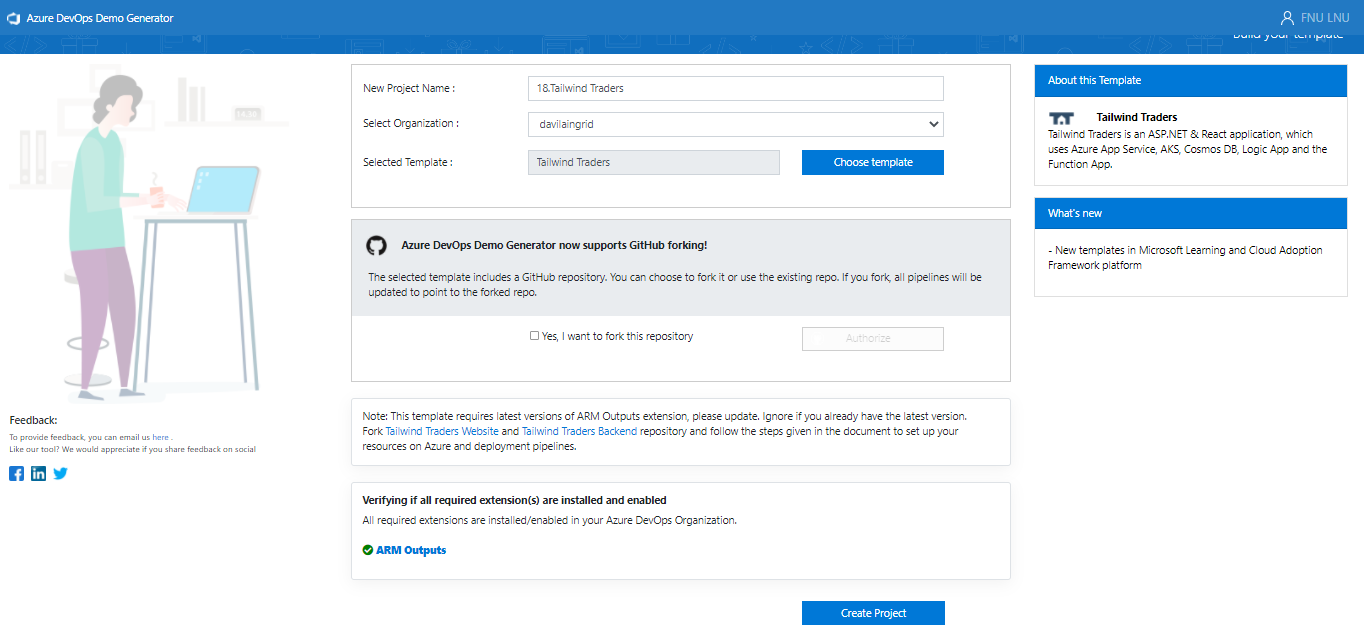 Azure DevOps Demo Generator
FNU LNU
Build your template
New Project Name :
18.Tailwind Traders
Select Organization :
davilaingrid
Selected Template :
Tailwind Traders
Choose template
Azure DevOps Demo Generator now supports GitHub forking!
The selected template includes a GitHub repository. You can choose to fork it or use the existing repo. If you fork, all pipelines will be
updated to point to the forked repo.
Yes, I want to fork this repository
Authorize
Note: This template requires latest versions of ARM Outputs extension, please update. Ignore if you already have the latest version.
Fork Tailwind Traders Website and Tailwind Traders Backend repository and follow the steps given in the document to set up your
resources on Azure and deployment pipelines.
Verifying if all required extension(s) are installed and enabled
All required extensions are installed/enabled in your Azure DevOps Organization.
ARM Outputs
Create Project
About this Template
Tailwind Traders
Tailwind Traders is an ASP.NET & React application, which
uses Azure App Service, AKS, Cosmos DB, Logic App and the
Function App.
What's new
- New templates in Microsoft Learning and Cloud Adoption
Framework platform
Feedback:
To provide feedback, you can email us here .
Like our tool? We would appreciate if you share feedback on social